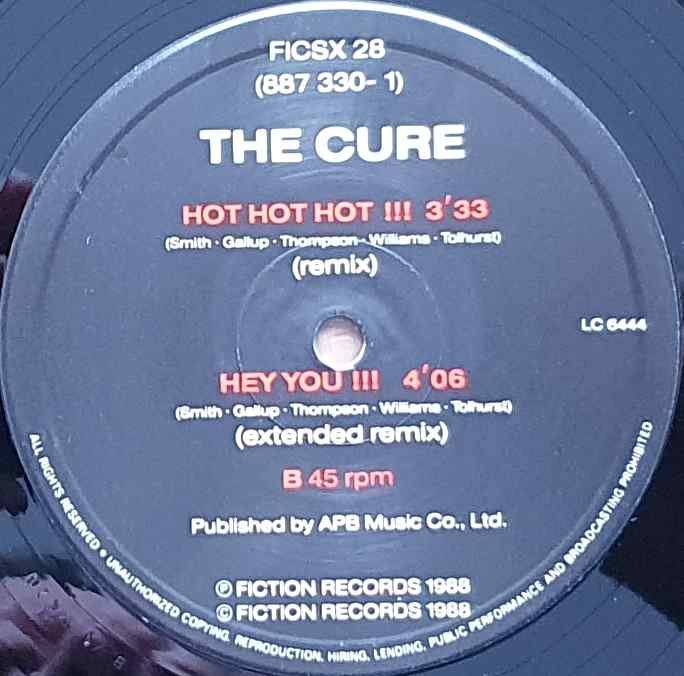 FICSX 28
(887 330-1)
THE CURE
HOT HOT HOT !!! 3'33
(Smith · Gallup · Thompson · Williams · Tolhurst)
(remix)
LC 6444
HEY YOU !!! 4'06
(Smith · Gallup · Thompson · Williams · Tolhurst)
(extended remix)
B 45 rpm
Published by APB Music Co., Ltd.
℗ FICTION RECORDS 1988
© FICTION RECORDS 1988
ALL RIGHTS RESERVED • UNAUTHORIZED COPYING, REPRODUCTION, HIRING, LENDING, PUBLIC PERFORMANCE AND BROADCASTING PROHIBITED